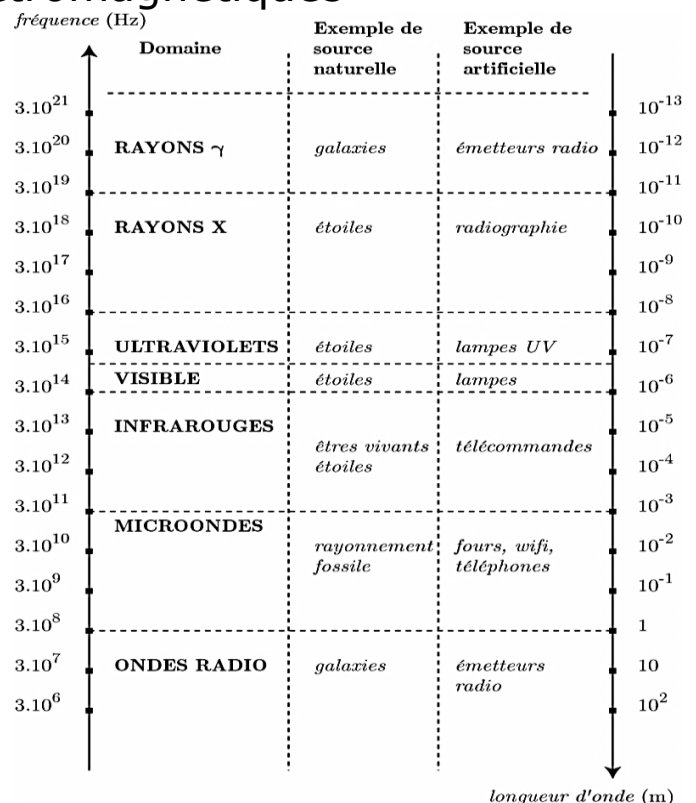 tromagnétiques
fréquence (Hz)
Domaine
Exemple de
source
naturelle
Exemple de
source
artificielle
3.10^21
10^-13
3.10^20
RAYONS γ
galaxies
émetteurs radio
10^-12
3.10^19
10^-11
3.10^18
RAYONS X
étoiles
radiographie
10^-10
3.10^17
10^-9
3.10^16
10^-8
3.10^15
ULTRAVIOLETS
étoiles
lampes UV
10^-7
3.10^14
VISIBLE
étoiles
lampes
10^-6
3.10^13
INFRAROUGES
10^-5
êtres vivants
étoiles
télécommandes
3.10^12
10^-4
3.10^11
10^-3
MICROONDES
3.10^10
rayonnement
fossile
fours, wifi,
téléphones
10^-2
3.10^9
10^-1
3.10^8
1
3.10^7
ONDES RADIO
galaxies
émetteurs
radio
10
3.10^6
10^2
longueur d'onde (m)